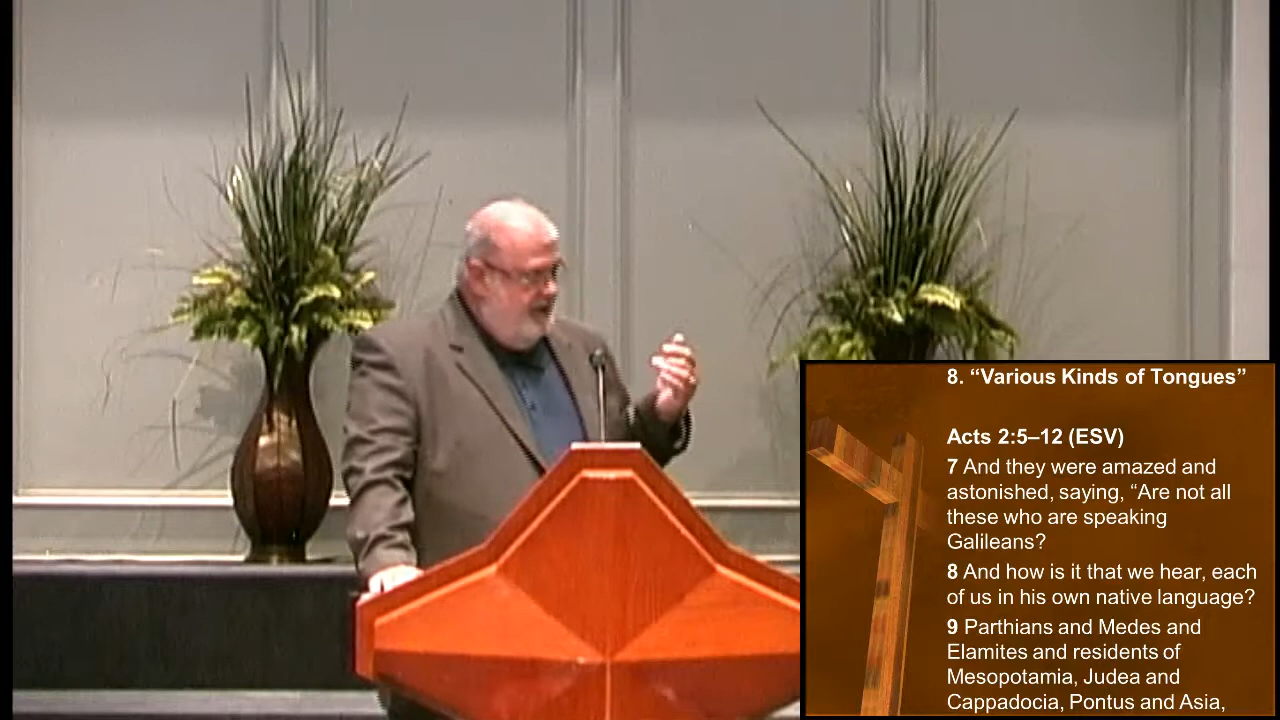 8. “Various Kinds of Tongues”
Acts 2:5–12 (ESV)
7 And they were amazed and
astonished, saying, “Are not all
these who are speaking
Galileans?
8 And how is it that we hear, each
of us in his own native language?
9 Parthians and Medes and
Elamites and residents of
Mesopotamia, Judea and
Cappadocia, Pontus and Asia,